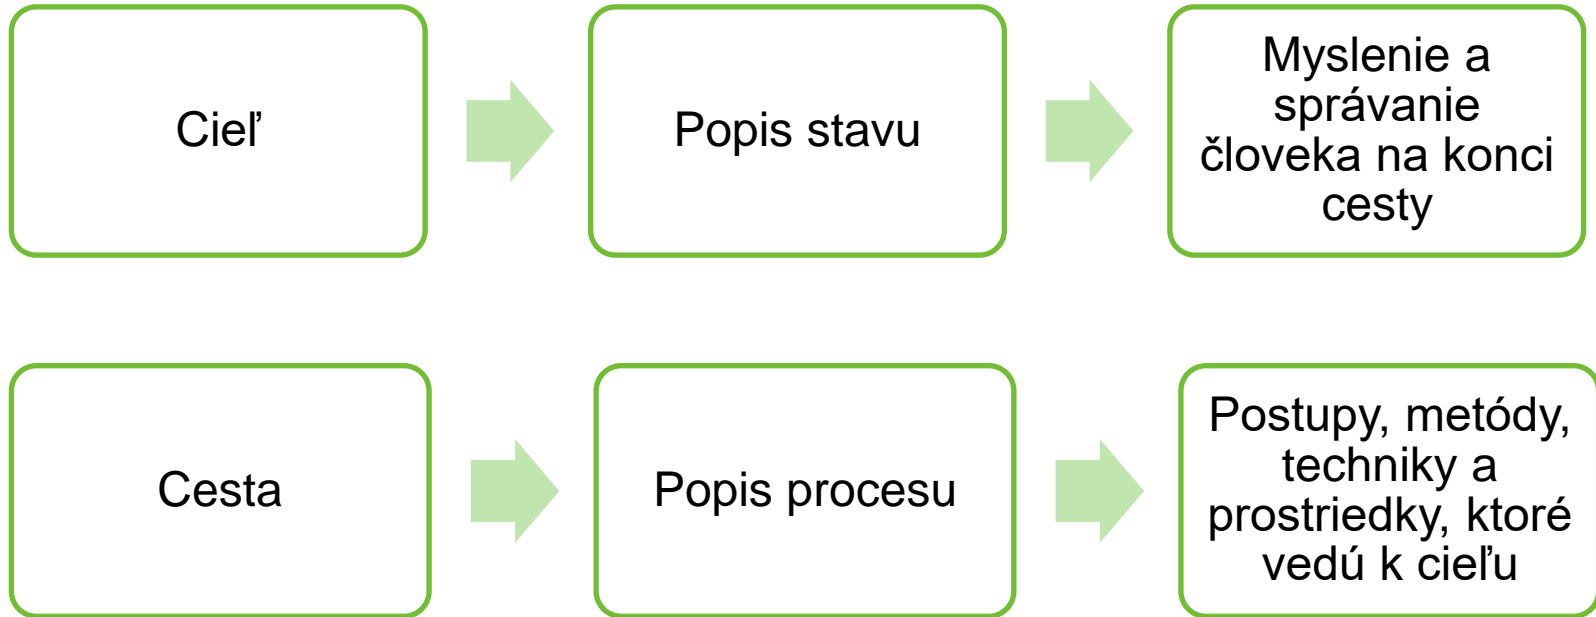 Cieľ
Popis stavu
Myslenie a
správanie
človeka na konci
cesty
Cesta
Popis procesu
Postupy, metódy,
techniky a
prostriedky, ktoré
vedú k cieľu